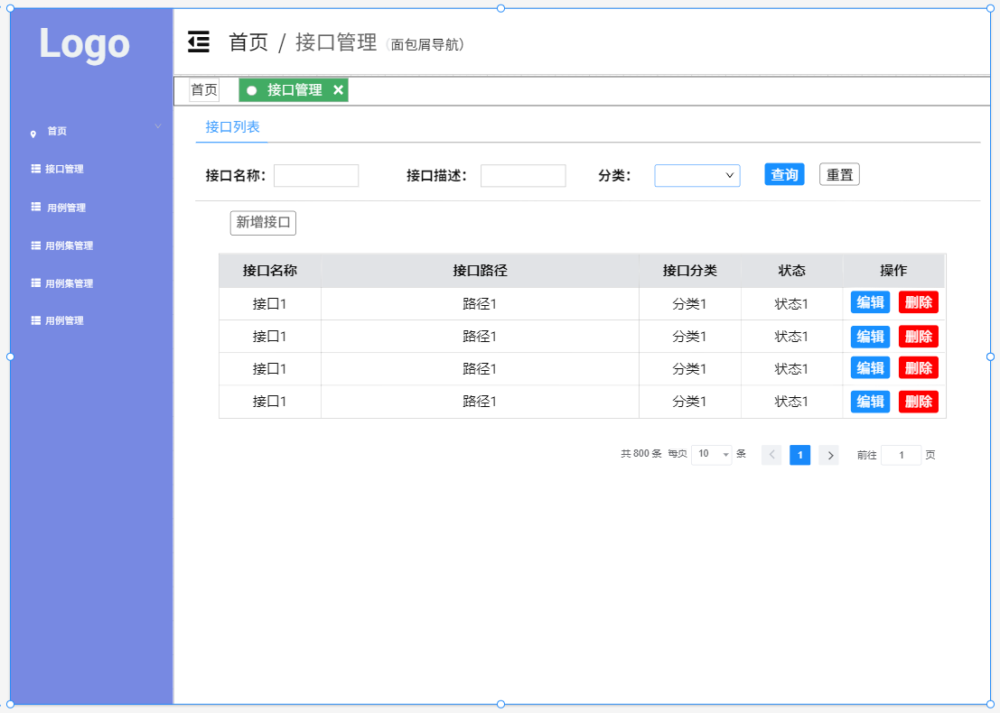 Logo
首页
接口管理
用例管理
用例集管理
用例集管理
用例管理
首页 / 接口管理（面包屑导航）
首页 接口管理
接口列表
接口名称： 接口描述： 分类： 查询 重置
新增接口
接口名称 接口路径 接口分类 状态 操作
接口1 路径1 分类1 状态1 编辑 删除
接口1 路径1 分类1 状态1 编辑 删除
接口1 路径1 分类1 状态1 编辑 删除
接口1 路径1 分类1 状态1 编辑 删除
共 800 条 每页 10 条 1 前往 1 页